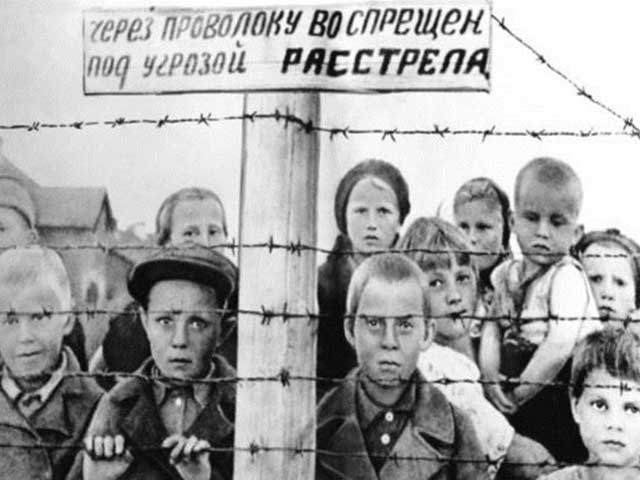 через проволоку воспрещен
под угрозой расстрела